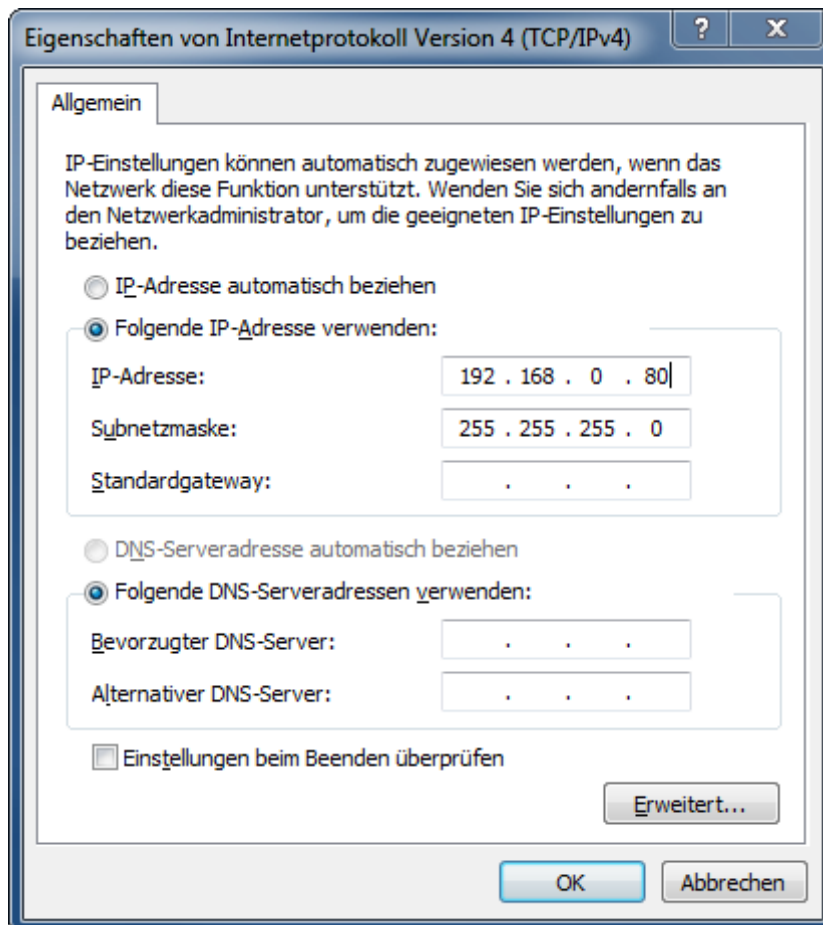 Eigenschaften von Internetprotokoll Version 4 (TCP/IPv4)
?
X
Allgemein
IP-Einstellungen können automatisch zugewiesen werden, wenn das
Netzwerk diese Funktion unterstützt. Wenden Sie sich andernfalls an
den Netzwerkadministrator, um die geeigneten IP-Einstellungen zu
beziehen.
IP-Adresse automatisch beziehen
Folgende IP-Adresse verwenden:
IP-Adresse: 192 . 168 . 0 . 80
Subnetzmaske: 255 . 255 . 255 . 0
Standardgateway: . . .
DNS-Serveradresse automatisch beziehen
Folgende DNS-Serveradressen verwenden:
Bevorzugter DNS-Server: . . .
Alternativer DNS-Server: . . .
Einstellungen beim Beenden überprüfen
Erweitert...
OK Abbrechen